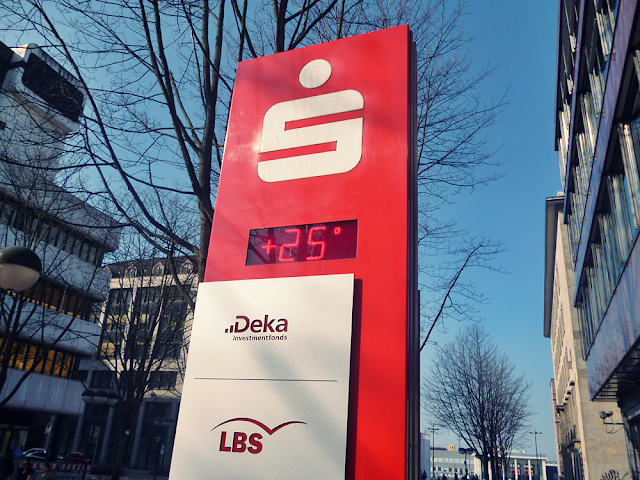 +25°
Deka
Investmentfonds
LBS